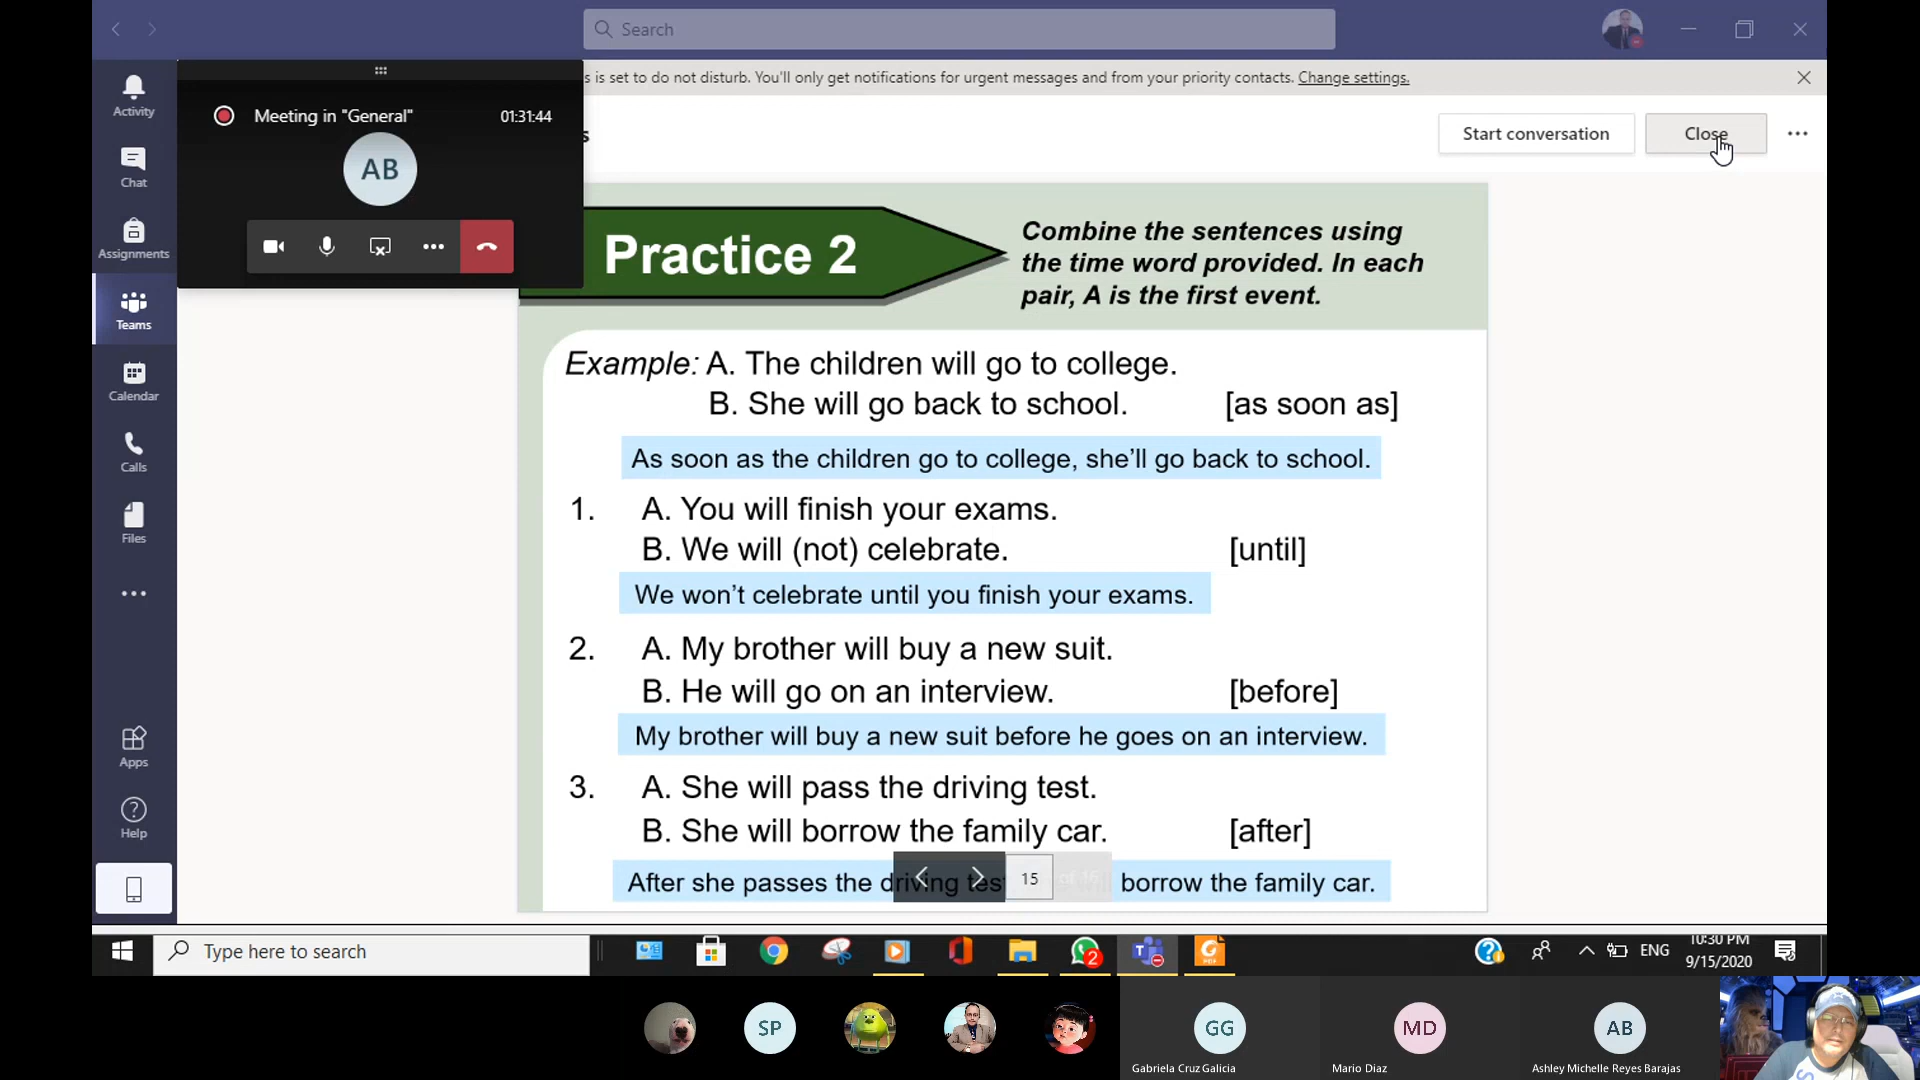 Search
s is set to do not disturb. You'll only get notifications for urgent messages and from your priority contacts. Change settings.
Activity
Meeting in "General"
01:31:44
AB
s
Start conversation
Close
Chat
Assignments
Teams
Calendar
Calls
Files
Apps
Help
Practice 2
Combine the sentences using
the time word provided. In each
pair, A is the first event.
Example: A. The children will go to college.
B. She will go back to school. [as soon as]
As soon as the children go to college, she'll go back to school.
1. A. You will finish your exams.
B. We will (not) celebrate. [until]
We won't celebrate until you finish your exams.
2. A. My brother will buy a new suit.
B. He will go on an interview. [before]
My brother will buy a new suit before he goes on an interview.
3. A. She will pass the driving test.
B. She will borrow the family car. [after]
After she passes the driving test, will borrow the family car.
15 of 16
Type here to search
2
ENG
10:30 PM
9/15/2020
SP
GG
MD
AB
Gabriela Cruz Galicia
Mario Diaz
Ashley Michelle Reyes Barajas